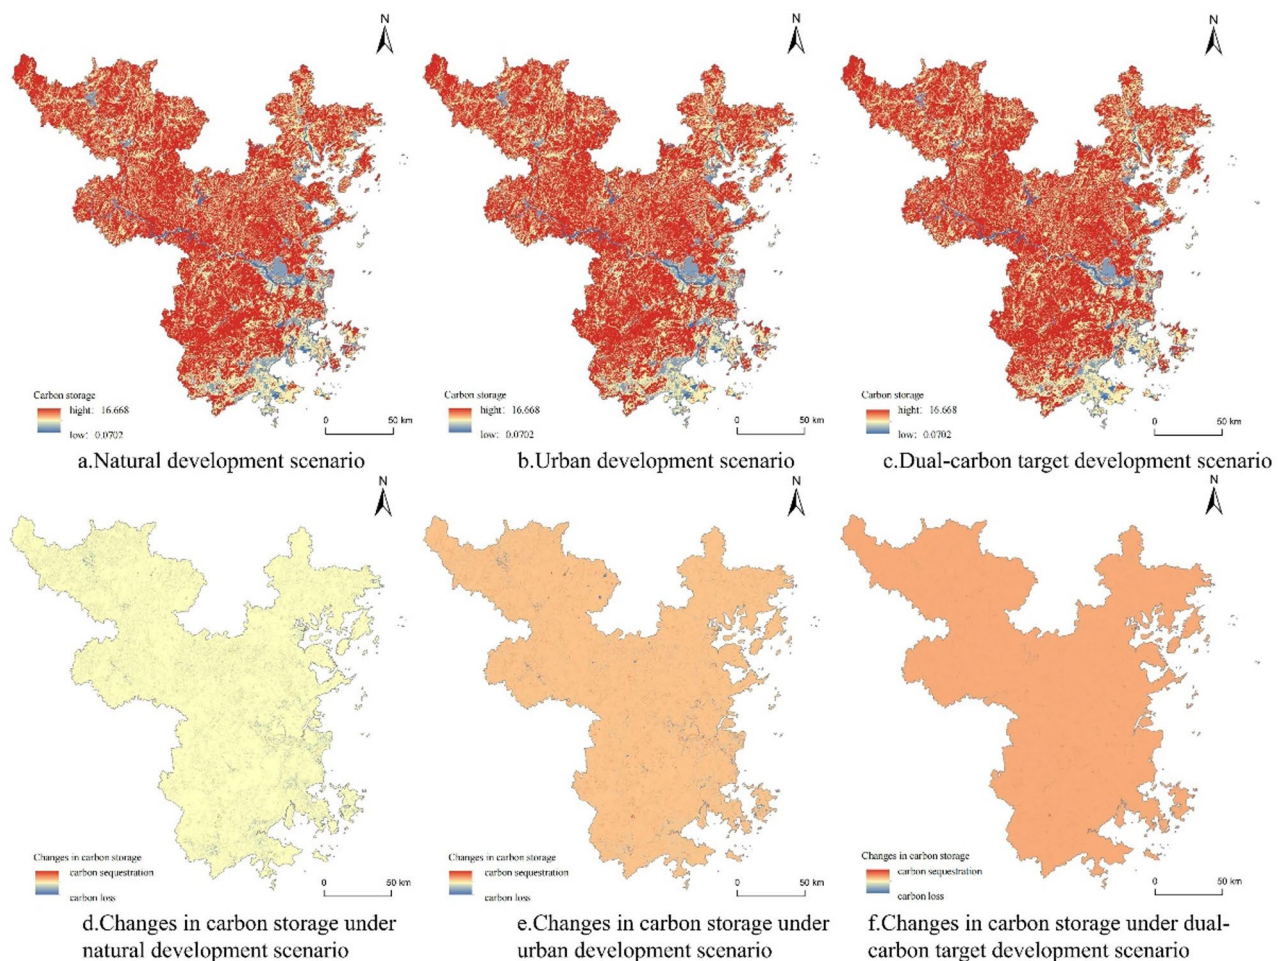 N
N
N
Carbon storage
hight: 16.668
low: 0.0702
0 50 km
Carbon storage
hight: 16.668
low: 0.0702
0 50 km
Carbon storage
hight: 16.668
low: 0.0702
0 50 km
a.Natural development scenario
b.Urban development scenario
c.Dual-carbon target development scenario
N
N
N
Changes in carbon storage
carbon sequestration
carbon loss
0 50 km
Changes in carbon storage
carbon sequestration
carbon loss
0 50 km
Changes in carbon storage
carbon sequestration
carbon loss
0 50 km
d.Changes in carbon storage under
natural development scenario
e.Changes in carbon storage under
urban development scenario
f.Changes in carbon storage under dual-
carbon target development scenario